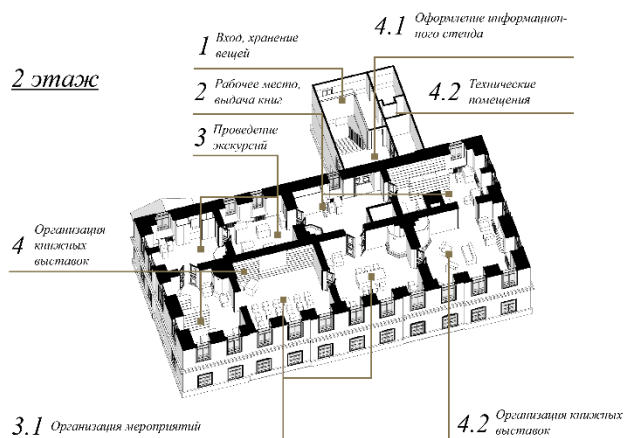 2 этаж
1 Вход, хранение
вещей
2 Рабочее место,
выдача книг
3 Проведение
экскурсий
4 Организация
книжных
выставок
4.1 Оформление информацион-
ного стенда
4.2 Технические
помещения
3.1 Организация мероприятий
4.2 Организация книжных
выставок